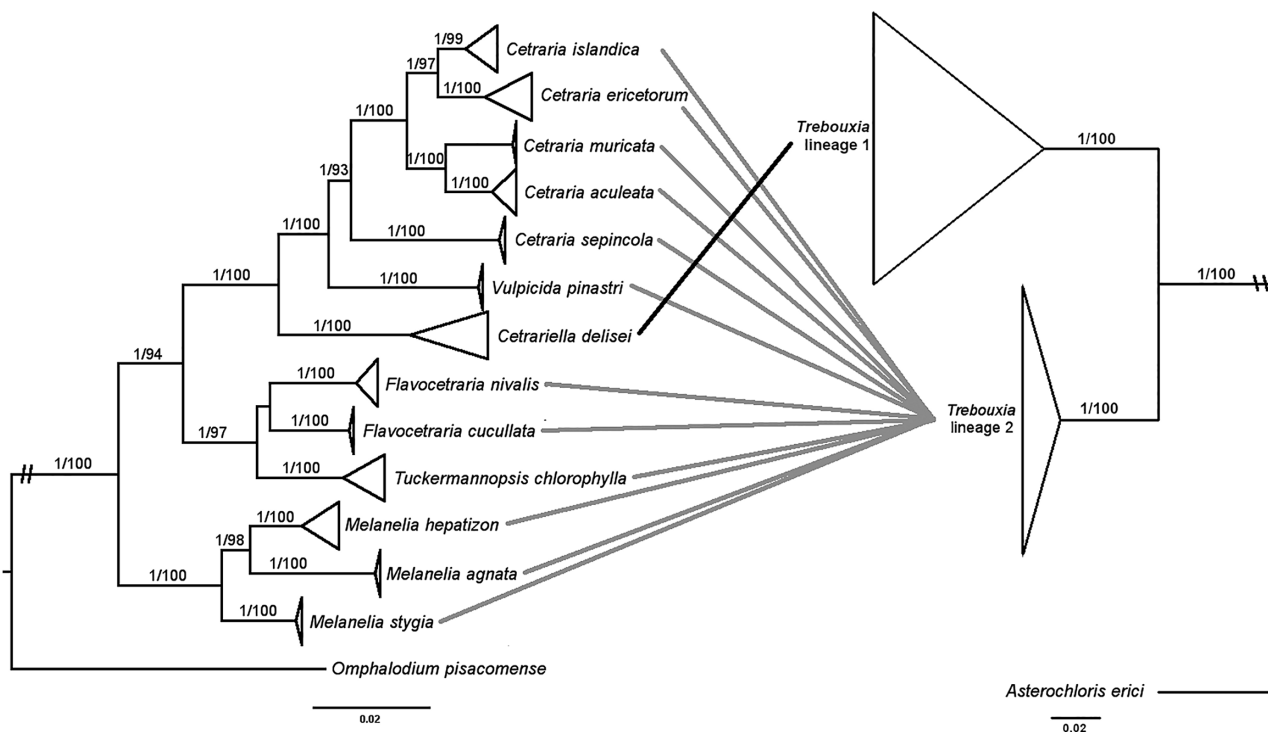 1/99
Cetraria islandica
1/97
1/100
Cetraria ericetorum
1/100
Cetraria muricata
1/100
1/100
Cetraria aculeata
1/93
1/100
Cetraria sepincola
1/100
1/100
Vulpicida pinastri
1/100
1/100
Cetrariella delisei
1/94
Flavocetraria nivalis
1/100
Flavocetraria cucullata
1/97
1/100
Tuckermannopsis chlorophylla
1/100
1/100
Melanelia hepatizon
1/98
1/100
Melanelia agnata
1/100
1/100
Melanelia stygia
Omphalodium pisacomense
0.02
Trebouxia
lineage 1
1/100
1/100
Trebouxia
lineage 2
1/100
Asterochloris erici
0.02